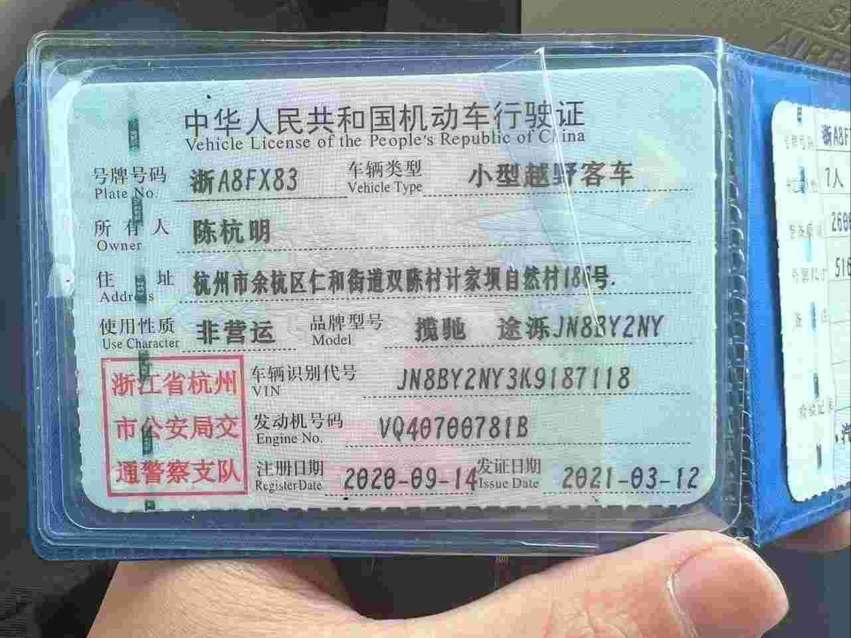 中华人民共和国机动车行驶证
Vehicle License of the People's Republic of China
号牌号码 浙A8FX83 车辆类型 小型越野客车
Plate No. Vehicle Type
所有人 陈杭明
Owner
住址 杭州市余杭区仁和街道双陈村计家坝自然村186号.
Address
使用性质 非营运 品牌型号 揽驰 途泺JN8BY2NY
Use Character Model
浙江省杭州
市公安局交
通警察支队
车辆识别代号 JN8BY2NY3K9187118
VIN
发动机号码 VQ40700781B
Engine No.
注册日期 2020-09-14 发证日期 2021-03-12
Register Date Issue Date
浙A8F
7人
260
516